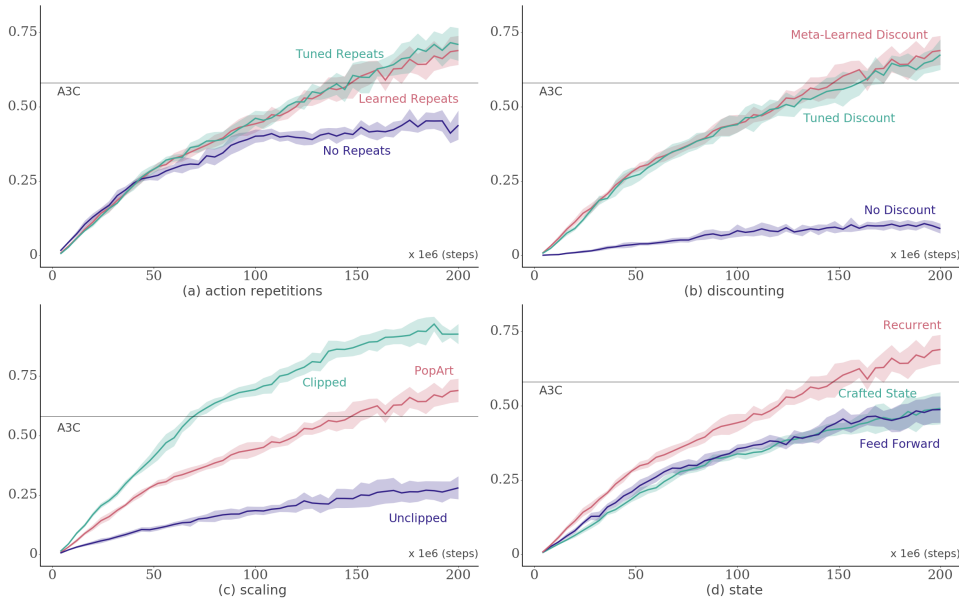 0.75
0.50
0.25
0
Tuned Repeats
A3C
Learned Repeats
No Repeats
x 1e6 (steps)
0 50 100 150 200
(a) action repetitions
0.75
0.50
0.25
0
Meta-Learned Discount
A3C
Tuned Discount
No Discount
x 1e6 (steps)
0 50 100 150 200
(b) discounting
0.75
0.50
0.25
0
PopArt
Clipped
A3C
Unclipped
x 1e6 (steps)
0 50 100 150 200
(c) scaling
0.75
0.50
0.25
0
Recurrent
A3C
Crafted State
Feed Forward
x 1e6 (steps)
0 50 100 150 200
(d) state